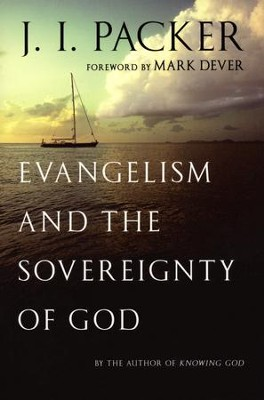 J. I. PACKER
FOREWORD BY MARK DEVER
EVANGELISM
AND THE
SOVEREIGNTY
OF GOD
BY THE AUTHOR OF KNOWING GOD